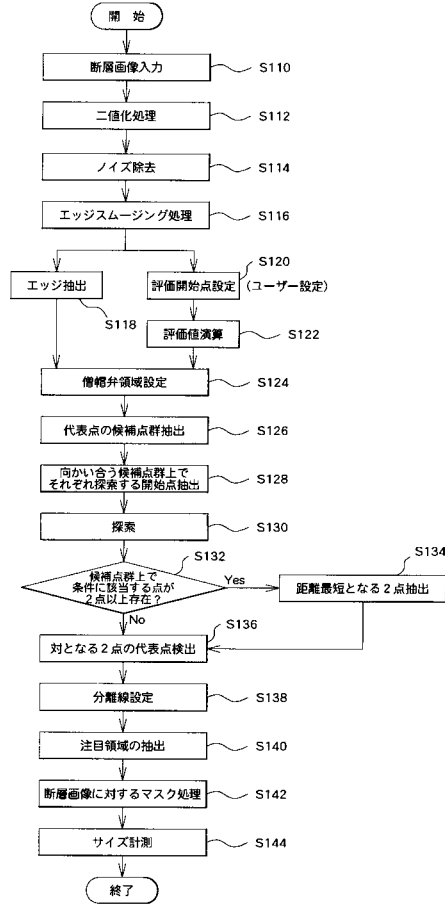 開 始
断層画像入力
S110
二値化処理
S112
ノイズ除去
S114
エッジスムージング処理
S116
エッジ抽出
S118
評価開始点設定
S120
(ユーザー設定)
評価値演算
S122
僧帽弁領域設定
S124
代表点の候補点群抽出
S126
向かい合う候補点群上で
それぞれ探索する開始点抽出
S128
探索
S130
候補点群上で
条件に該当する点が
2点以上存在?
S132
Yes
No
距離最短となる2点抽出
S134
対となる2点の代表点検出
S136
分離線設定
S138
注目領域の抽出
S140
断層画像に対するマスク処理
S142
サイズ計測
S144
終了